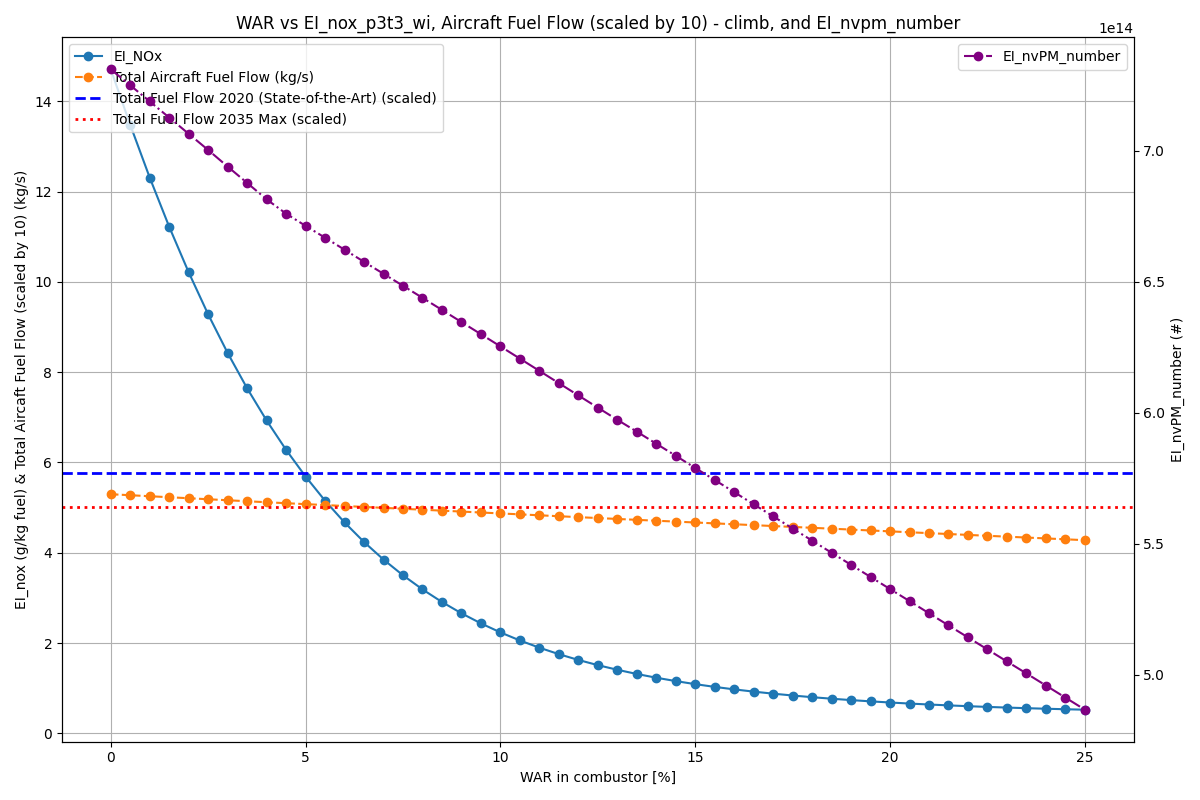 WAR vs EI_nox_p3t3_wi, Aircraft Fuel Flow (scaled by 10) - climb, and EI_nvpm_number
1e14
EI_NOx
Total Aircraft Fuel Flow (kg/s)
Total Fuel Flow 2020 (State-of-the-Art) (scaled)
Total Fuel Flow 2035 Max (scaled)
EI_nvPM_number
EI_nox (g/kg fuel) & Total Aircaft Fuel Flow (scaled by 10) (kg/s)
14
12
10
8
6
4
2
0
7.0
6.5
6.0
5.5
5.0
EI_nvPM_number (#)
0 5 10 15 20 25
WAR in combustor [%]